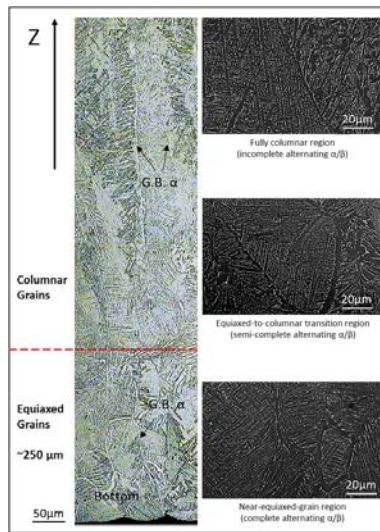 Z
G.B. α
Columnar
Grains
Equiaxed
Grains
~250 μm
G.B. α
Bottom
50μm
20μm
Fully columnar region
(incomplete alternating α/β)
20μm
Equiaxed-to-columnar transition region
(semi-complete alternating α/β)
20μm
Near-equiaxed-grain region
(complete alternating α/β)